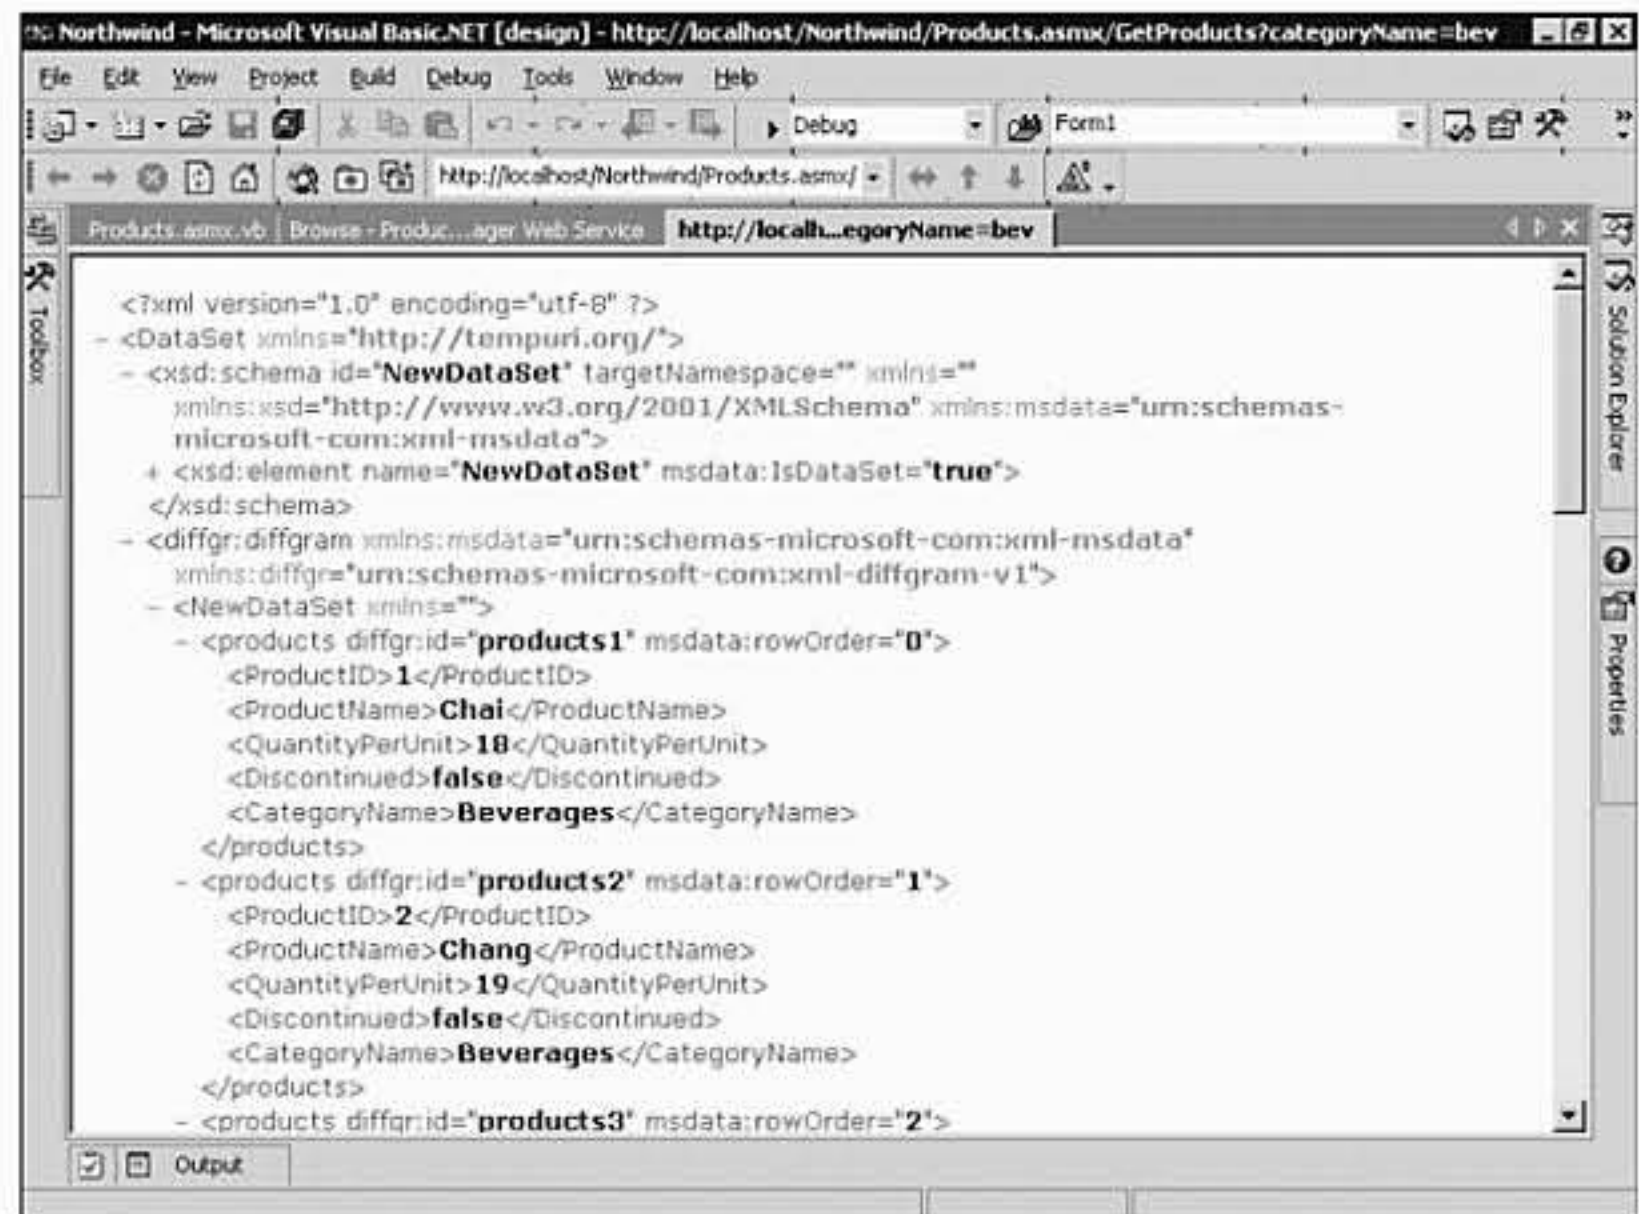 Northwind - Microsoft Visual Basic.NET [design] - http://localhost/Northwind/Products.asmx/GetProducts?categoryName=bev
File Edit View Project Build Debug Tools Window Help
Debug Form1
http://localhost/Northwind/Products.asmx/
Products.asmx.vb Browse - Produc...ager Web Service http://localh...egoryName=bev
Toolbox
<?xml version="1.0" encoding="utf-8" ?>
- <DataSet xmlns="http://tempuri.org/">
- <xsd:schema id="NewDataSet" targetNamespace="" xmlns=""
xmlns:xsd="http://www.w3.org/2001/XMLSchema" xmlns:msdata="urn:schemas-
microsoft-com:xml-msdata">
+ <xsd:element name="NewDataSet" msdata:IsDataSet="true">
</xsd:schema>
- <diffgr:diffgram xmlns:msdata="urn:schemas-microsoft-com:xml-msdata"
xmlns:diffgr="urn:schemas-microsoft-com:xml-diffgram-v1">
- <NewDataSet xmlns="">
- <products diffgr:id="products1" msdata:rowOrder="0">
<ProductID>1</ProductID>
<ProductName>Chai</ProductName>
<QuantityPerUnit>18</QuantityPerUnit>
<Discontinued>false</Discontinued>
<CategoryName>Beverages</CategoryName>
</products>
- <products diffgr:id="products2" msdata:rowOrder="1">
<ProductID>2</ProductID>
<ProductName>Chang</ProductName>
<QuantityPerUnit>19</QuantityPerUnit>
<Discontinued>false</Discontinued>
<CategoryName>Beverages</CategoryName>
</products>
- <products diffgr:id="products3" msdata:rowOrder="2">
Solution Explorer
Properties
Output